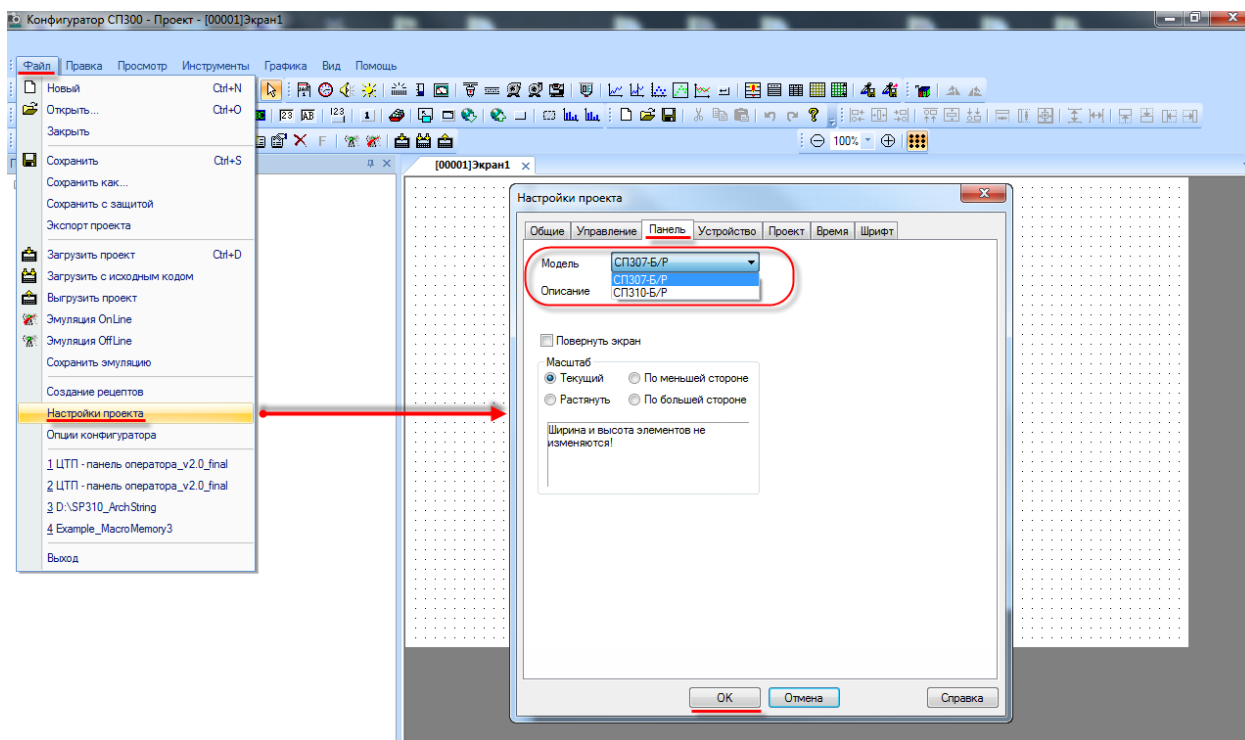 Конфигуратор СП300 - Проект - [00001]Экран1
Файл Правка Просмотр Инструменты Графика Вид Помощь
Новый Ctrl+N
Открыть... Ctrl+O
Закрыть
Сохранить Ctrl+S
Сохранить как...
Сохранить с защитой
Экспорт проекта
Загрузить проект Ctrl+D
Загрузить с исходным кодом
Выгрузить проект
Эмуляция OnLine
Эмуляция OffLine
Сохранить эмуляцию
Создание рецептов
Настройки проекта
Опции конфигуратора
1 ЦТП - панель оператора_v2.0_final
2 ЦТП - панель оператора_v2.0_final
3 D:\SP310_ArchString
4 Example_MacroMemory3
Выход
100%
[00001]Экран1
Настройки проекта
Общие Управление Панель Устройство Проект Время Шрифт
Модель СП307-Б/Р
СП307-Б/Р
Описание СП310-Б/Р
Повернуть экран
Масштаб
Текущий По меньшей стороне
Растянуть По большей стороне
Ширина и высота элементов не
изменяются!
OK Отмена Справка